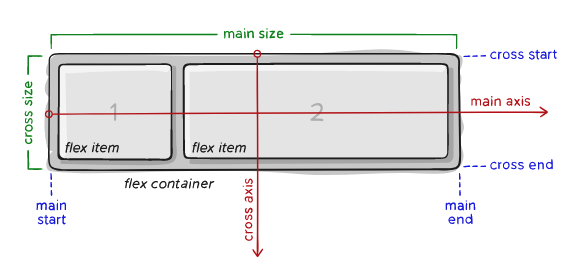 main size
cross start
cross size
1
2
main axis
flex item
flex item
cross end
flex container
cross axis
main
start
main
end